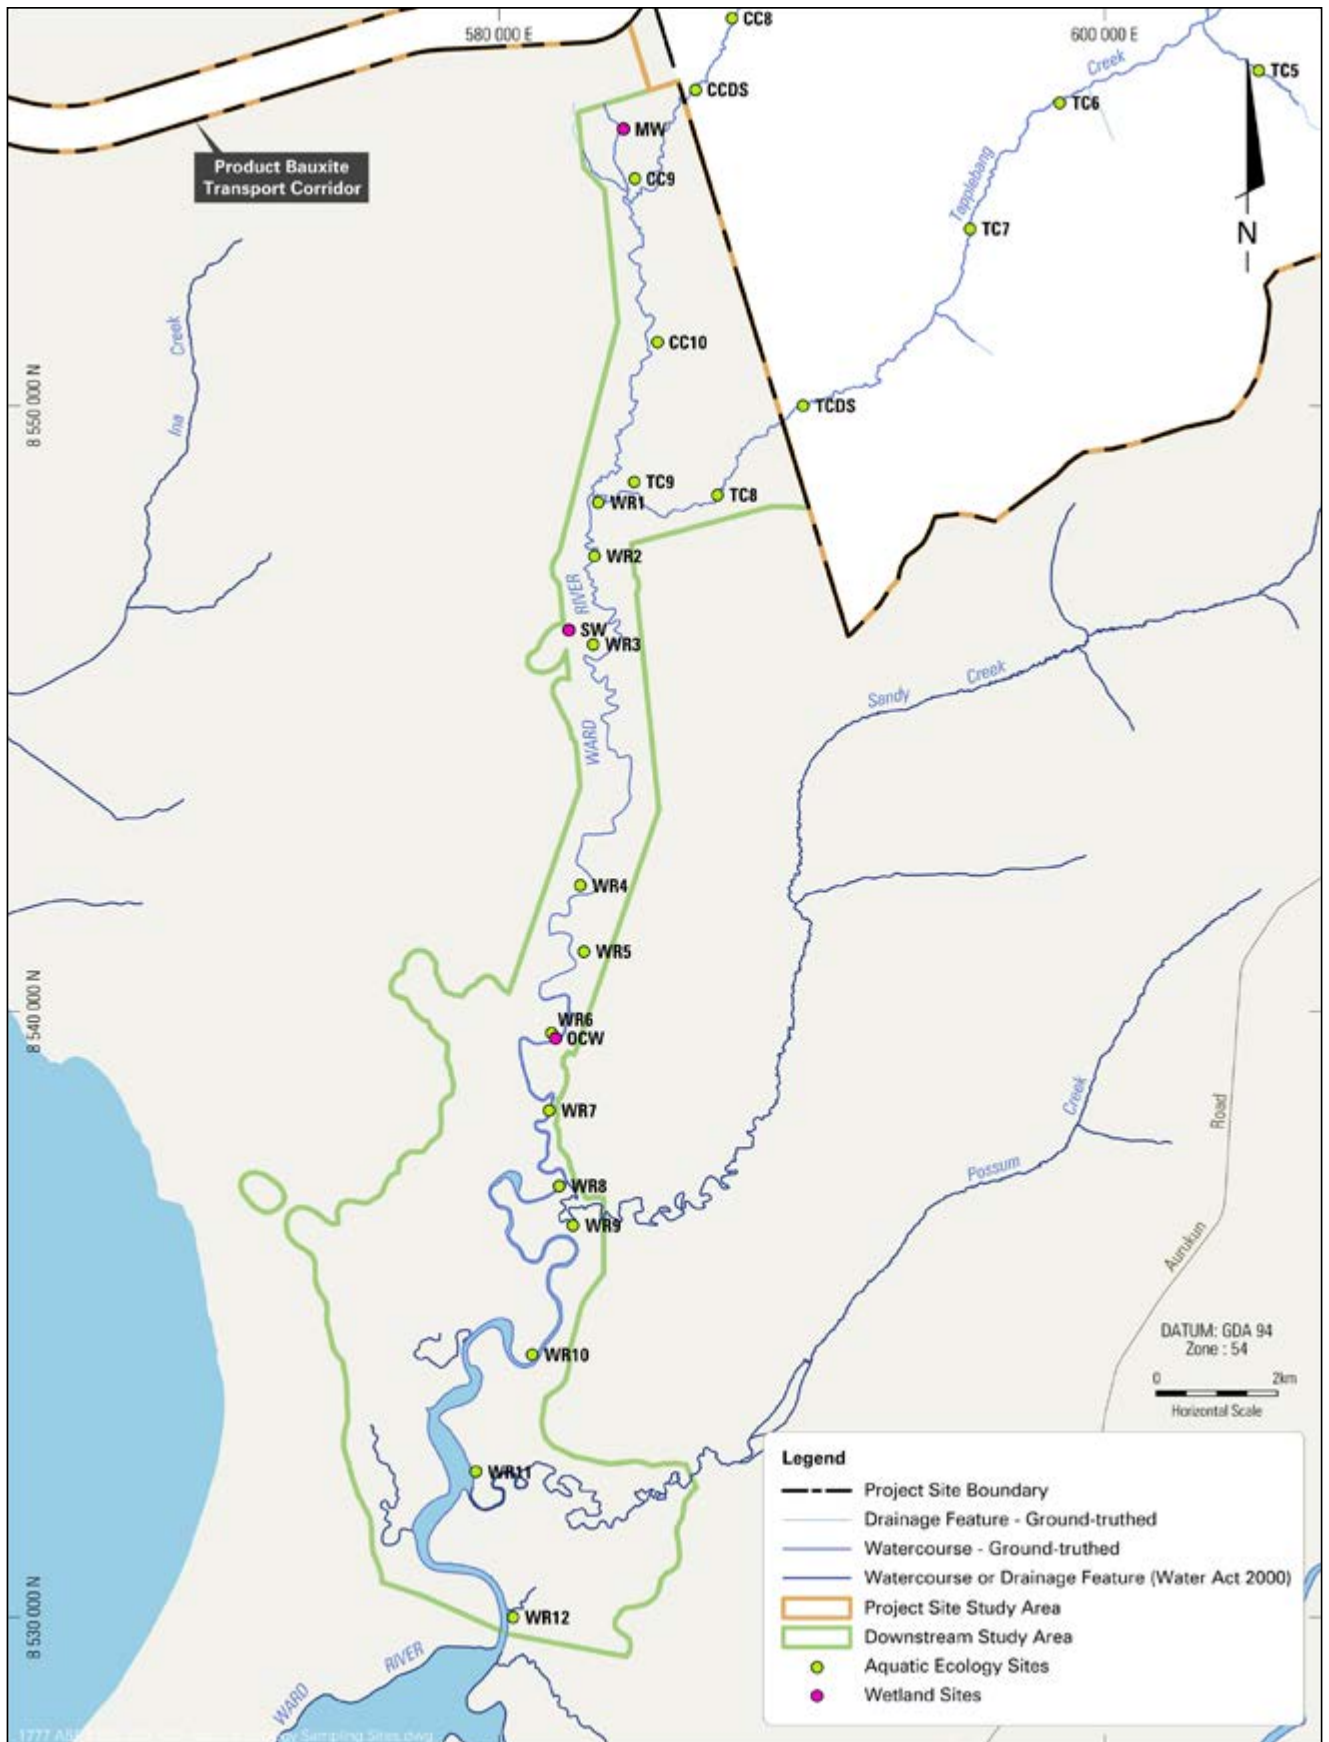 580 000 E
600 000 E
CC8
TC5
Creek
TC6
CCDS
MW
Product Bauxite
Transport Corridor
CC9
Tapplebang
TC7
N
Ina Creek
CC10
8 550 000 N
TCDS
TC9
TC8
WR1
WR2
WARD RIVER
SW
WR3
Sandy Creek
WR4
WR5
8 540 000 N
WR6
OCW
WR7
WR8
WR9
Possum Creek
Aurukun Road
DATUM: GDA 94
Zone : 54
0 2km
Horizontal Scale
WR10
WR11
WR12
8 530 000 N
WARD RIVER
Legend
Project Site Boundary
Drainage Feature - Ground-truthed
Watercourse - Ground-truthed
Watercourse or Drainage Feature (Water Act 2000)
Project Site Study Area
Downstream Study Area
Aquatic Ecology Sites
Wetland Sites
Sampling Sites.dwg